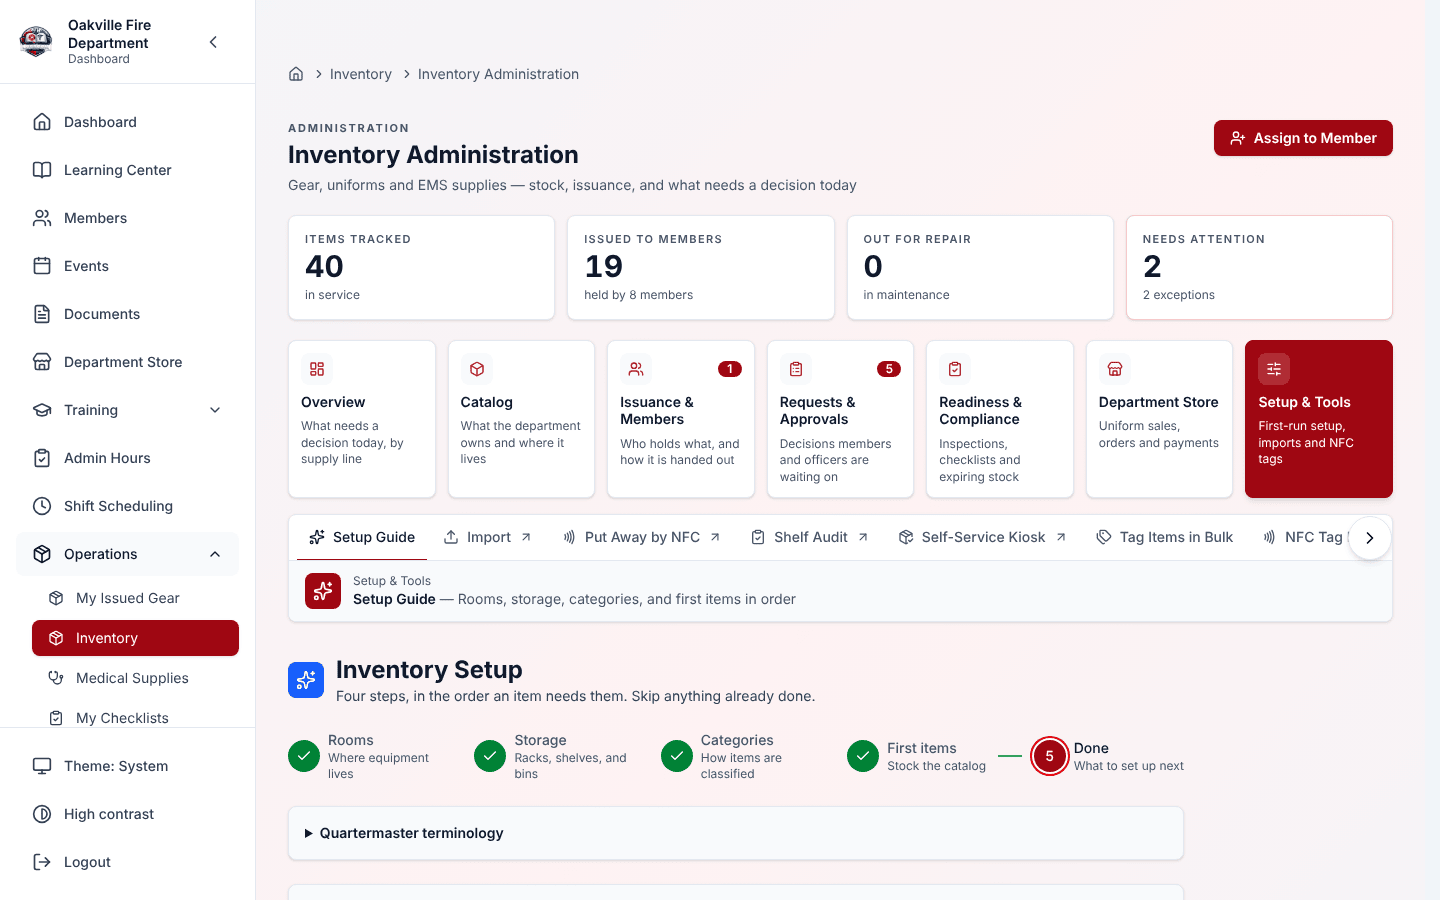 Oakville Fire
Department
Dashboard
Dashboard
Learning Center
Members
Events
Documents
Department Store
Training
Admin Hours
Shift Scheduling
Operations
My Issued Gear
Inventory
Medical Supplies
My Checklists
Theme: System
High contrast
Logout
Inventory
Inventory Administration
ADMINISTRATION
Inventory Administration
Gear, uniforms and EMS supplies — stock, issuance, and what needs a decision today
Assign to Member
ITEMS TRACKED
40
in service
ISSUED TO MEMBERS
19
held by 8 members
OUT FOR REPAIR
0
in maintenance
NEEDS ATTENTION
2
2 exceptions
Overview
What needs a
decision today, by
supply line
Catalog
What the department
owns and where it
lives
1
Issuance &
Members
Who holds what, and
how it is handed out
5
Requests &
Approvals
Decisions members
and officers are
waiting on
Readiness &
Compliance
Inspections,
checklists and
expiring stock
Department Store
Uniform sales,
orders and payments
Setup & Tools
First-run setup,
imports and NFC
tags
Setup Guide
Import
Put Away by NFC
Shelf Audit
Self-Service Kiosk
Tag Items in Bulk
NFC Tag
Setup & Tools
Setup Guide — Rooms, storage, categories, and first items in order
Inventory Setup
Four steps, in the order an item needs them. Skip anything already done.
Rooms
Where equipment
lives
Storage
Racks, shelves, and
bins
Categories
How items are
classified
First items
Stock the catalog
5
Done
What to set up next
Quartermaster terminology